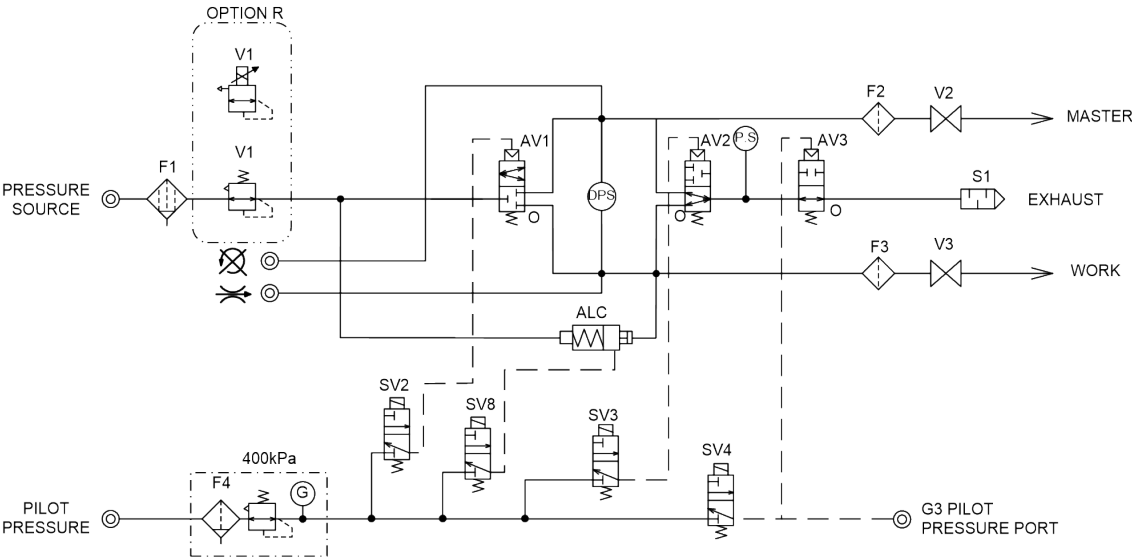 OPTION R
V1
V1
F1
PRESSURE
SOURCE
AV1
DPS
AV2
P.S
AV3
O
O
O
F2
V2
MASTER
S1
EXHAUST
F3
V3
WORK
ALC
SV2
SV8
SV3
SV4
400kPa
F4
G
PILOT
PRESSURE
G3 PILOT
PRESSURE PORT